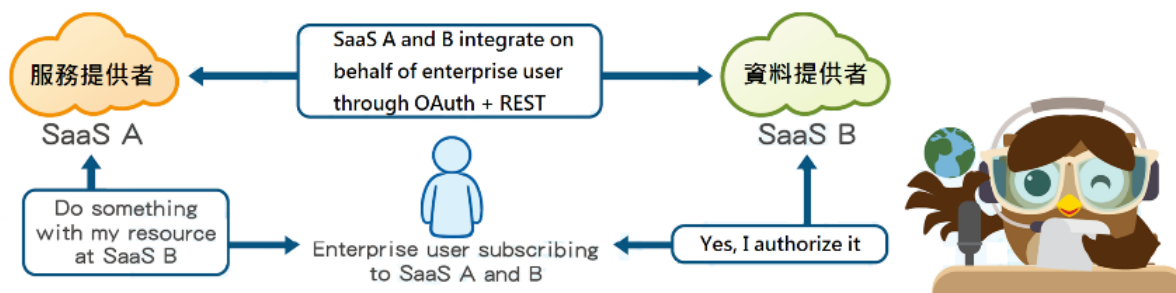 服務提供者
SaaS A
SaaS A and B integrate on
behalf of enterprise user
through OAuth + REST
資料提供者
SaaS B
Do something
with my resource
at SaaS B
Enterprise user subscribing
to SaaS A and B
Yes, I authorize it